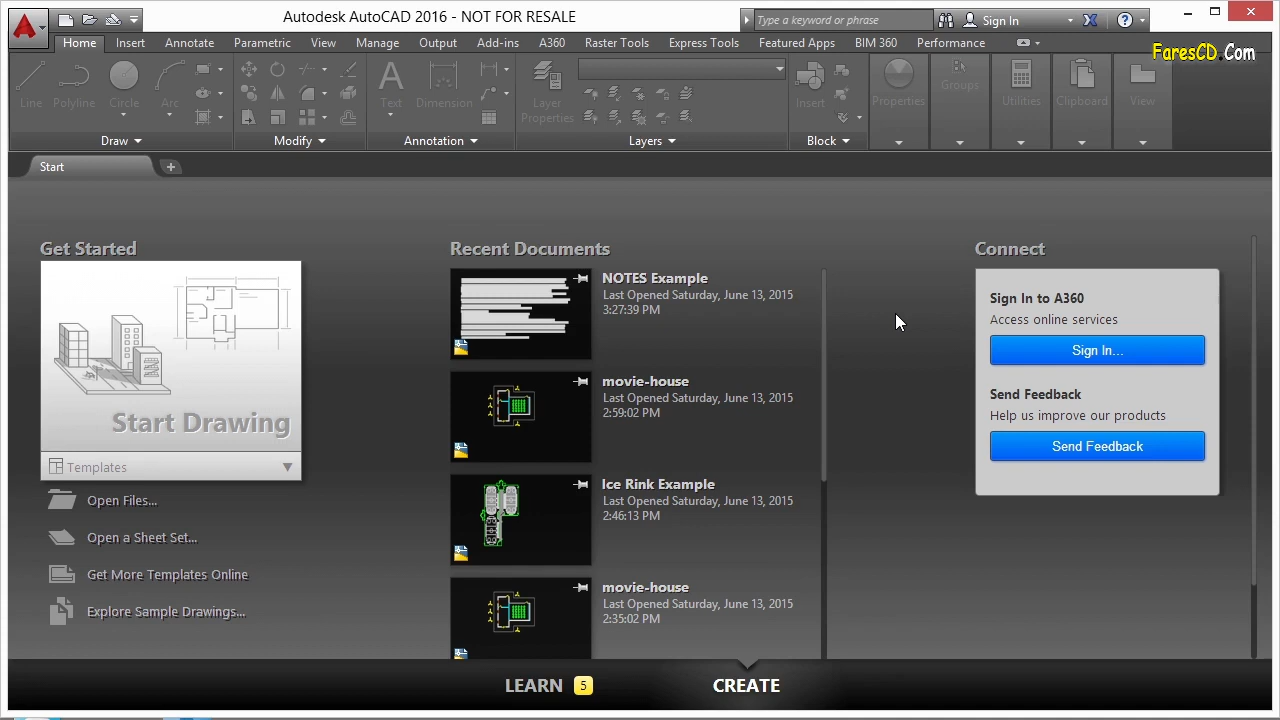 Autodesk AutoCAD 2016 - NOT FOR RESALE
Type a keyword or phrase
Sign In
Home Insert Annotate Parametric View Manage Output Add-ins A360 Raster Tools Express Tools Featured Apps BIM 360 Performance
FaresCD.Com
Line Polyline Circle Arc
Text Dimension
Layer Properties
Insert
Properties
Groups
Utilities
Clipboard
View
Draw
Modify
Annotation
Layers
Block
Start
Get Started
Start Drawing
Templates
Open Files...
Open a Sheet Set...
Get More Templates Online
Explore Sample Drawings...
Recent Documents
NOTES Example
Last Opened Saturday, June 13, 2015
3:27:39 PM
movie-house
Last Opened Saturday, June 13, 2015
2:59:02 PM
Ice Rink Example
Last Opened Saturday, June 13, 2015
2:46:13 PM
movie-house
Last Opened Saturday, June 13, 2015
2:35:02 PM
Connect
Sign In to A360
Access online services
Sign In...
Send Feedback
Help us improve our products
Send Feedback
LEARN 5
CREATE